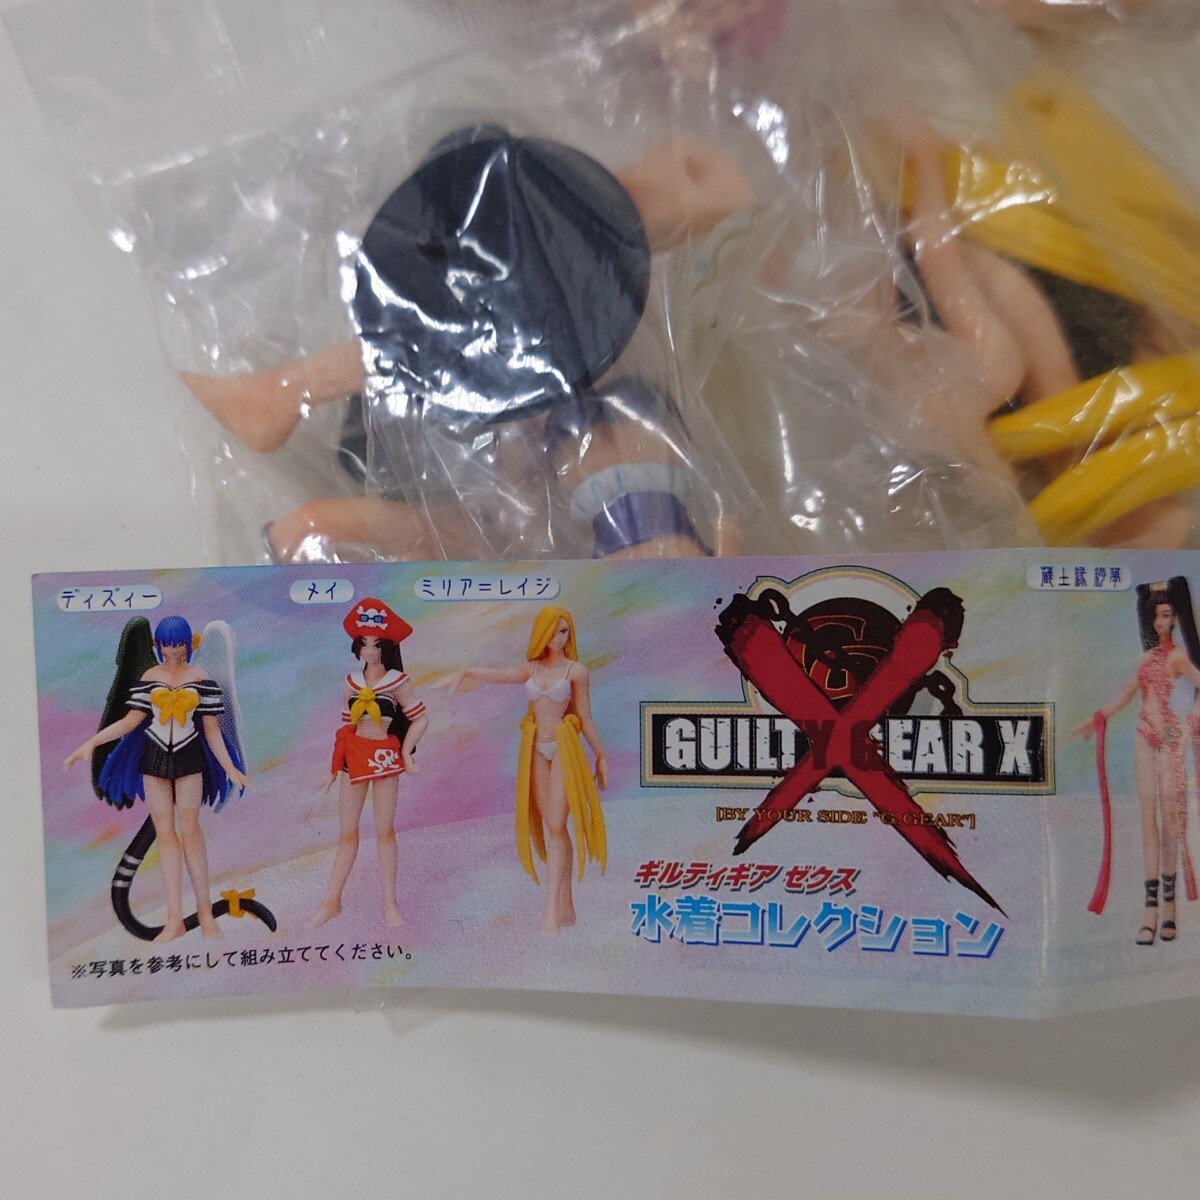 ディズィー
メイ
ミリア=レイジ
蔵土縁 紗夢
GUILTY GEAR X
[BY YOUR SIDE "G.GEAR"]
ギルティギア ゼクス
水着コレクション
※写真を参考にして組み立ててください。